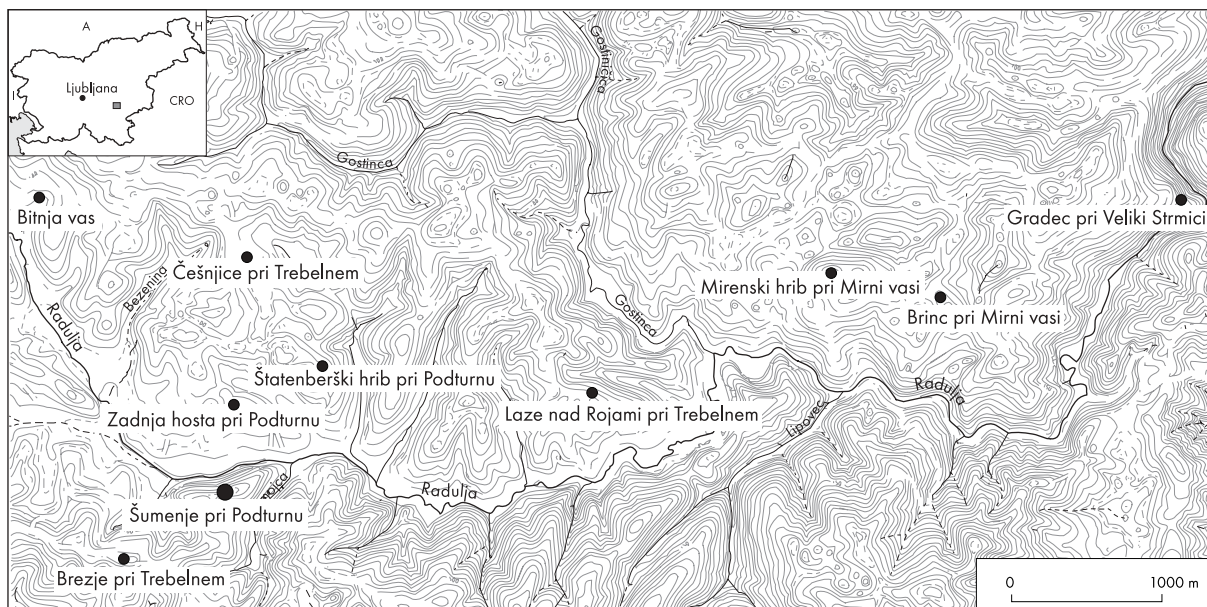 A
H
Ljubljana
I
CRO
Gostinčica
Gostinca
Bitnja vas
Gradec pri Veliki Strmici
Češnjice pri Trebelnem
Bezenina
Mirenski hrib pri Mirni vasi
Brinc pri Mirni vasi
Radulja
Gostinca
Štatenberški hrib pri Podturnu
Zadnja hosta pri Podturnu
Laze nad Rojami pri Trebelnem
Radulja
Lipovec
Radulja
Šumenje pri Podturnu
Brezje pri Trebelnem
0 1000 m